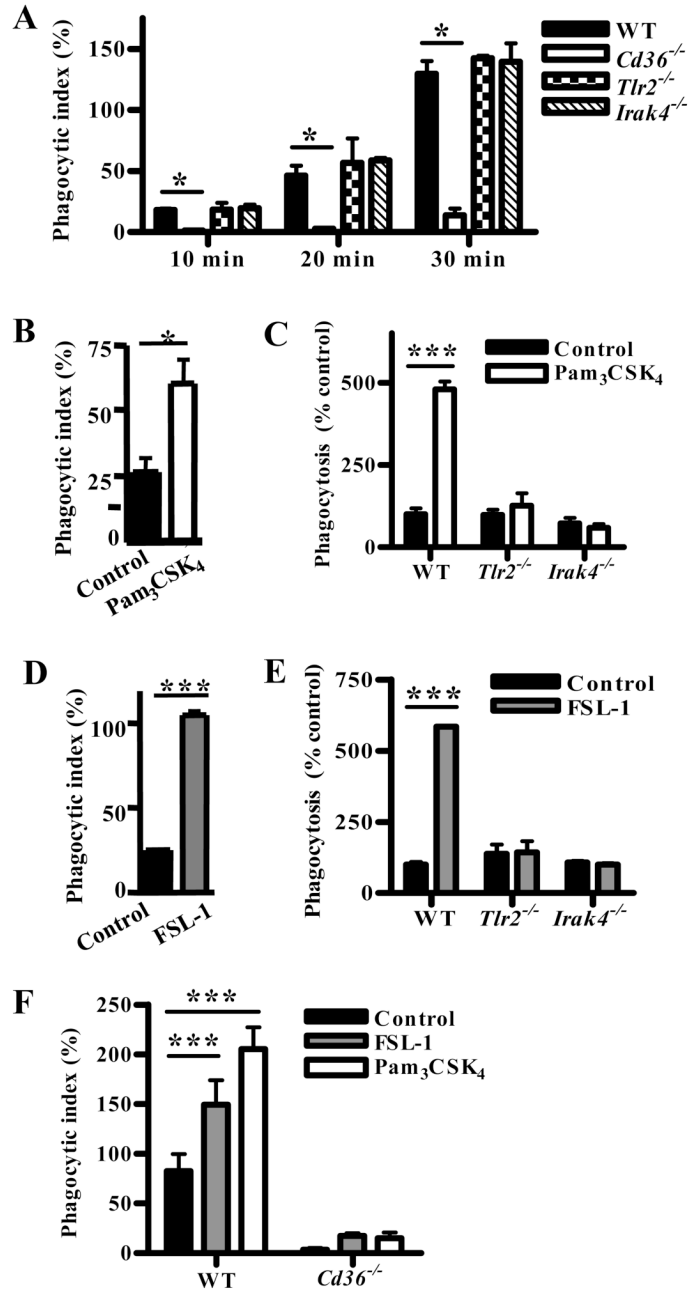 A
Phagocytic index (%)
150
100
50
0
*
*
*
10 min
20 min
30 min
WT
Cd36⁻/⁻
Tlr2⁻/⁻
Irak4⁻/⁻
B
Phagocytic index (%)
75
50
25
0
*
Control
Pam₃CSK₄
C
Phagocytosis (% control)
500
250
0
***
Control
Pam₃CSK₄
WT
Tlr2⁻/⁻
Irak4⁻/⁻
D
Phagocytic index (%)
100
50
0
***
Control
FSL-1
E
Phagocytosis (% control)
750
500
250
0
***
Control
FSL-1
WT
Tlr2⁻/⁻
Irak4⁻/⁻
F
Phagocytic index (%)
250
200
150
100
50
0
***
***
Control
FSL-1
Pam₃CSK₄
WT
Cd36⁻/⁻